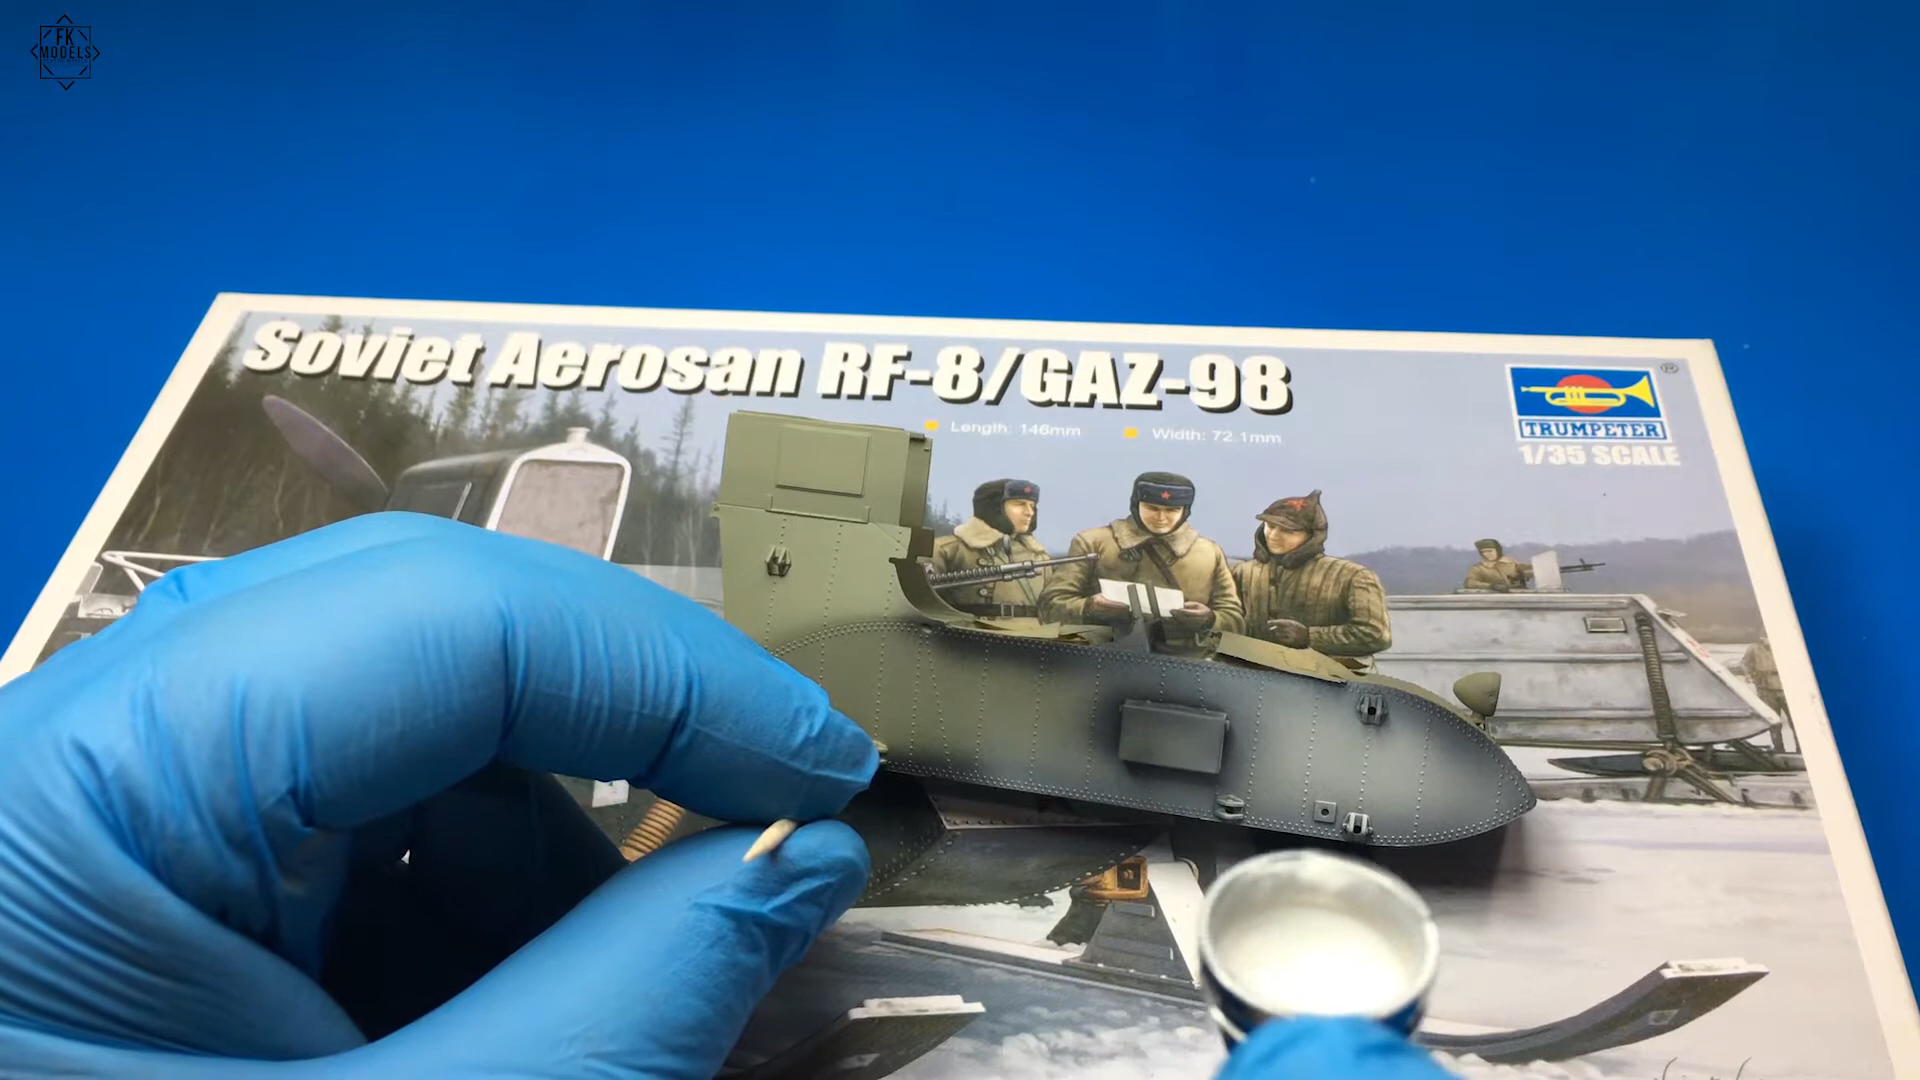 FK
MODELS
Soviet Aerosan RF-8/GAZ-98
Length: 146mm Width: 72.1mm
®
TRUMPETER
1/35 SCALE